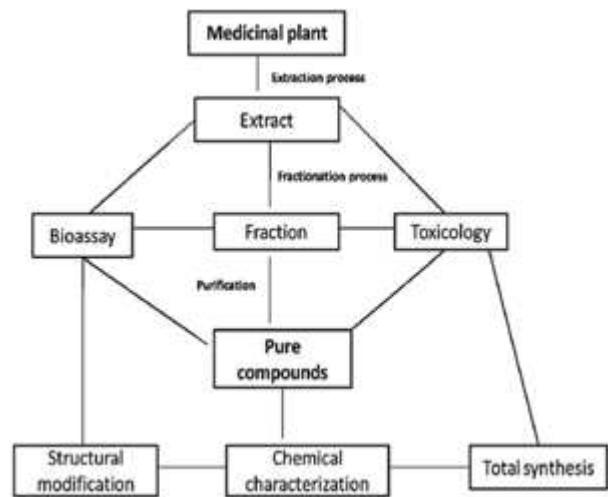 Medicinal plant
Extraction process
Extract
Fractionation process
Bioassay
Fraction
Toxicology
Purification
Pure
compounds
Structural
modification
Chemical
characterization
Total synthesis